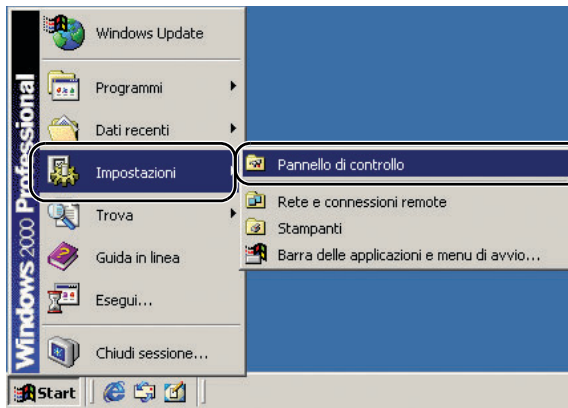 Windows 2000 Professional
Windows Update
Programmi
Dati recenti
Impostazioni
Trova
Guida in linea
Esegui...
Chiudi sessione...
Pannello di controllo
Rete e connessioni remote
Stampanti
Barra delle applicazioni e menu di avvio...
Start